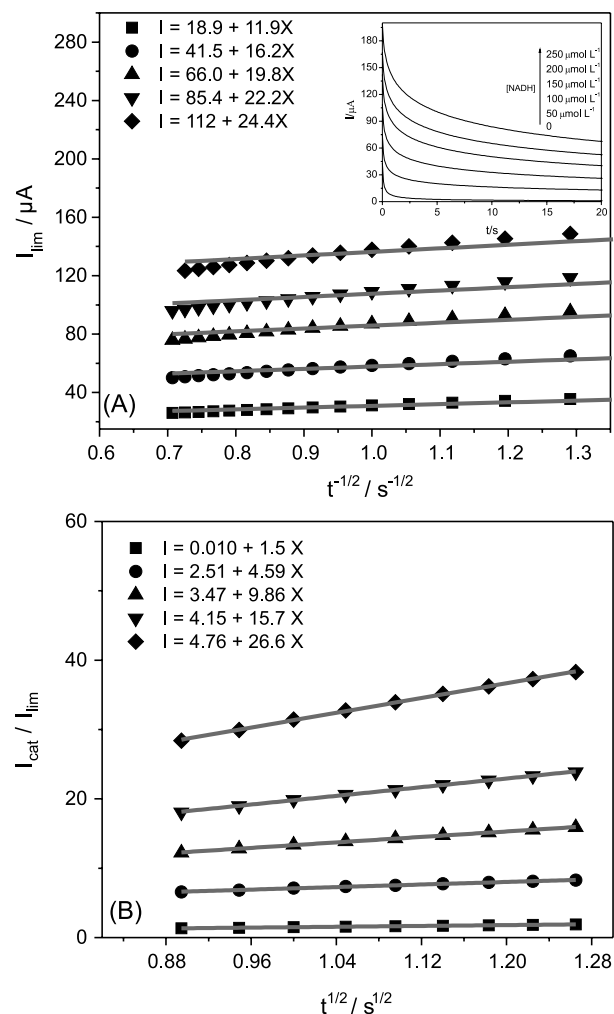 280
240
200
160
120
80
40
I_lim / µA
I = 18.9 + 11.9X
I = 41.5 + 16.2X
I = 66.0 + 19.8X
I = 85.4 + 22.2X
I = 112 + 24.4X
180
150
120
90
60
30
0
I/µA
250 µmol L⁻¹
200 µmol L⁻¹
150 µmol L⁻¹
[NADH]
100 µmol L⁻¹
50 µmol L⁻¹
0
0 5 10 15 20
t/s
(A)
0.6 0.7 0.8 0.9 1.0 1.1 1.2 1.3
t⁻¹/² / s⁻¹/²
60
40
20
0
I_cat / I_lim
I = 0.010 + 1.5 X
I = 2.51 + 4.59 X
I = 3.47 + 9.86 X
I = 4.15 + 15.7 X
I = 4.76 + 26.6 X
(B)
0.88 0.96 1.04 1.12 1.20 1.28
t¹/² / s¹/²